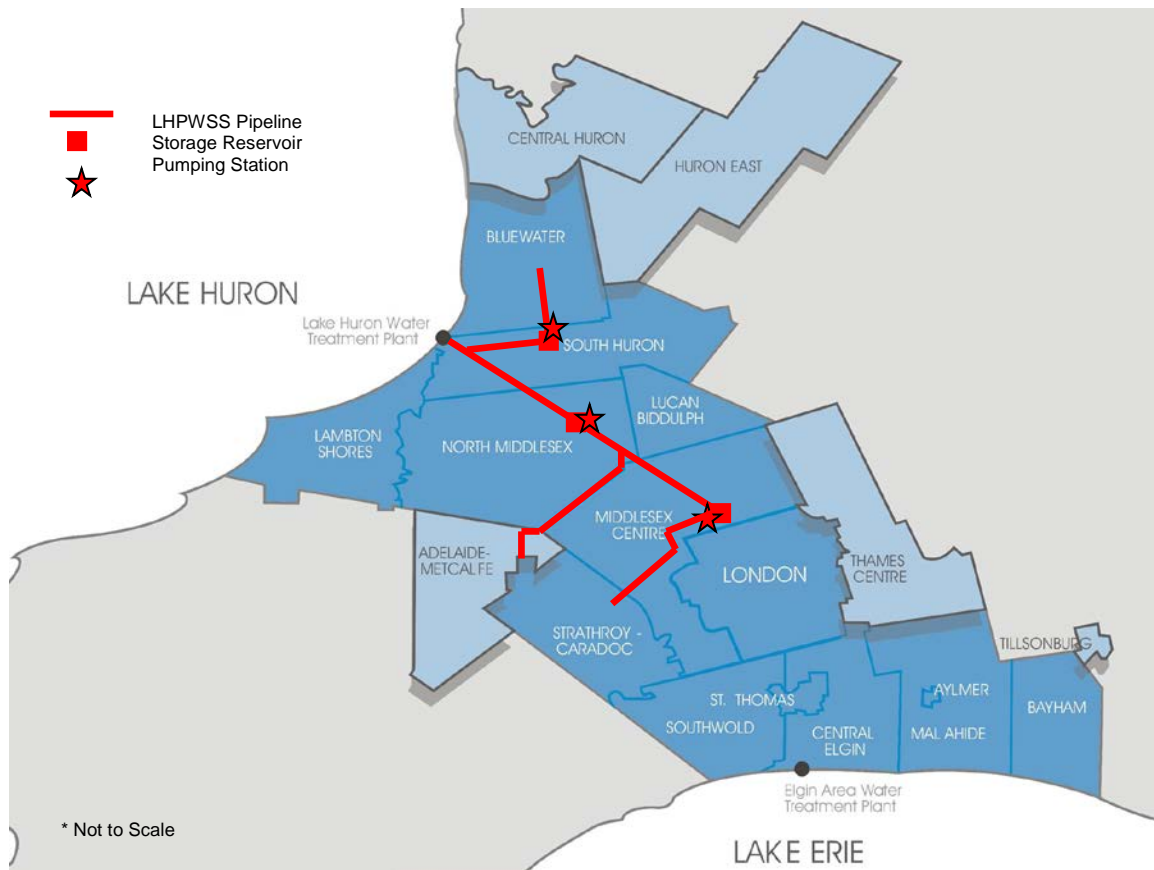 LHPWSS Pipeline
Storage Reservoir
Pumping Station
CENTRAL HURON
HURON EAST
BLUEWATER
LAKE HURON
Lake Huron Water
Treatment Plant
SOUTH HURON
LUCAN
BIDDULPH
LAMBTON
SHORES
NORTH MIDDLESEX
MIDDLESEX
CENTRE
ADELAIDE-
METCALFE
THAMES
CENTRE
LONDON
STRATHROY -
CARADOC
TILLSONBURG
ST. THOMAS
AYLMER
BAYHAM
SOUTHWOLD
CENTRAL
ELGIN
MALAHIDE
Elgin Area Water
Treatment Plant
* Not to Scale
LAKE ERIE